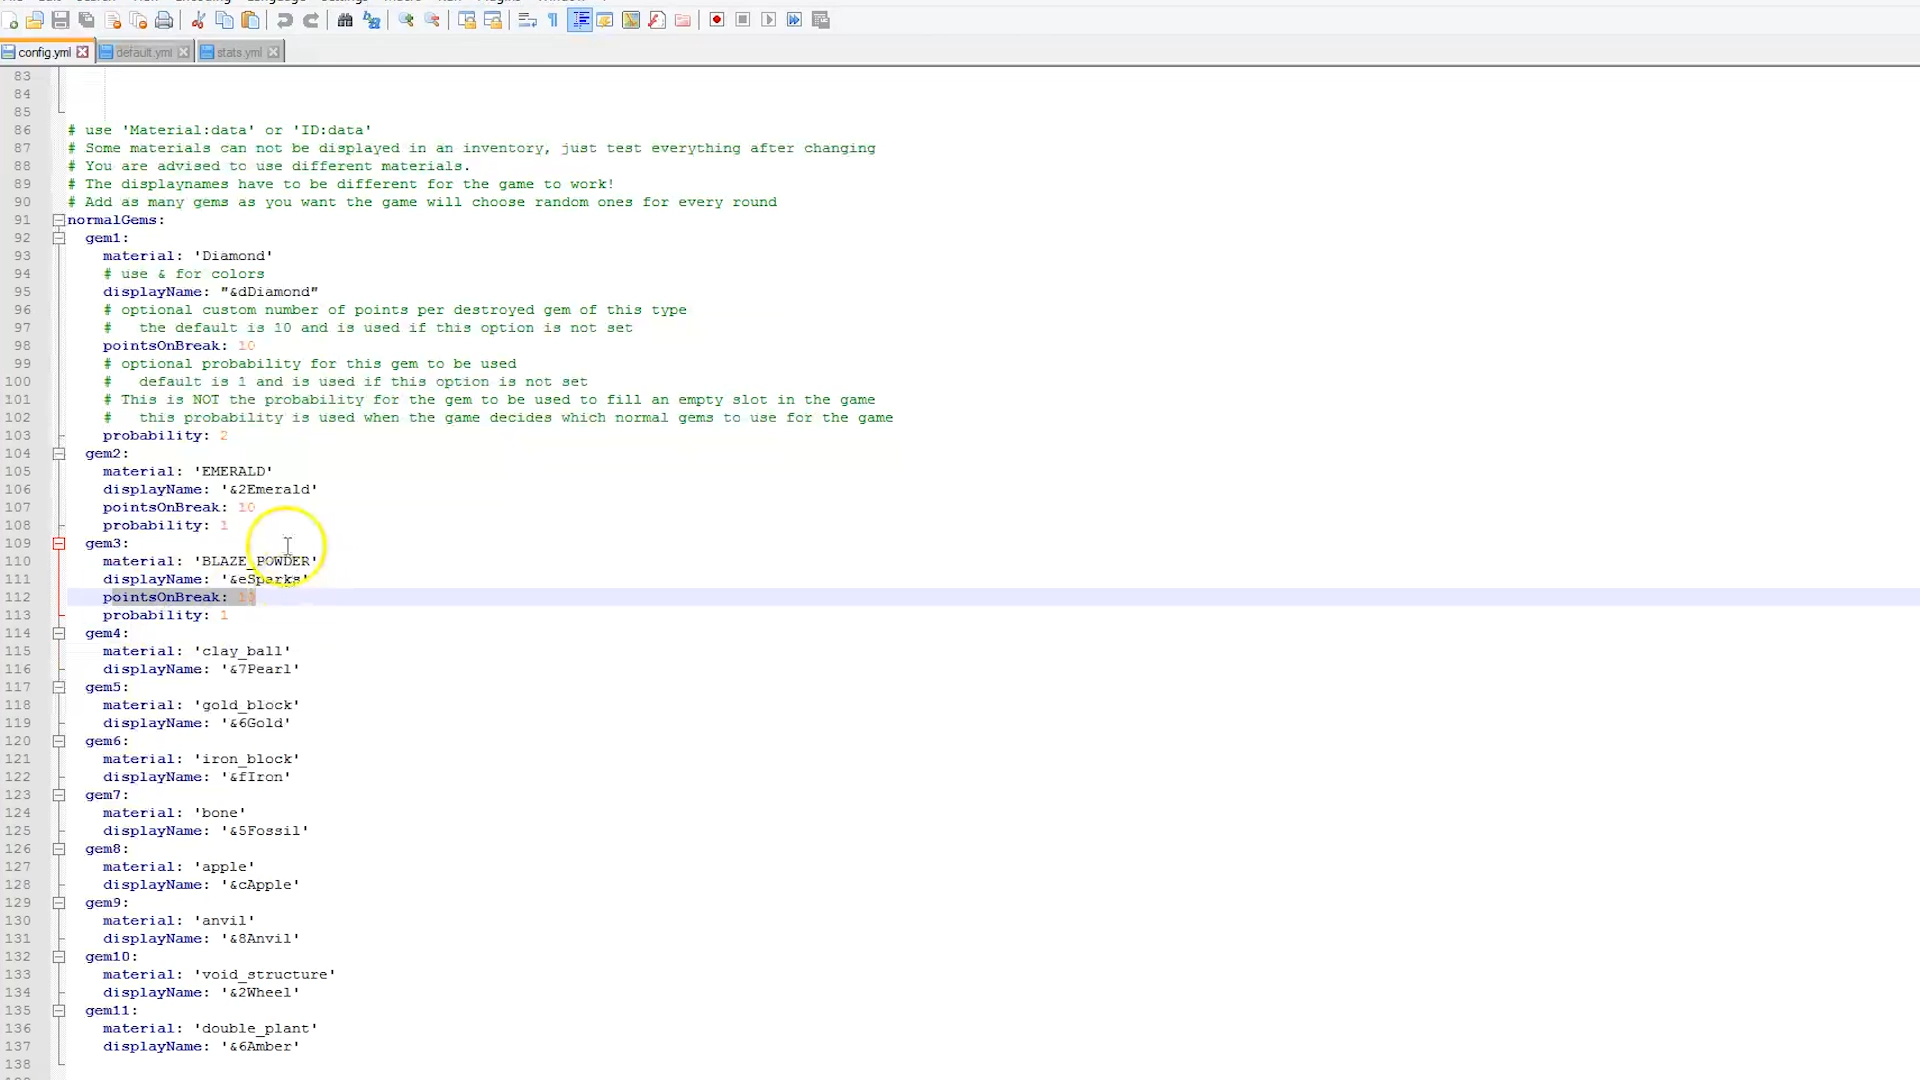 config.yml
default.yml
stats.yml
83
84
85
86 # use 'Material:data' or 'ID:data'
87 # Some materials can not be displayed in an inventory, just test everything after changing
88 # You are advised to use different materials.
89 # The displaynames have to be different for the game to work!
90 # Add as many gems as you want the game will choose random ones for every round
91 normalGems:
92 gem1:
93 material: 'Diamond'
94 # use & for colors
95 displayName: "&dDiamond"
96 # optional custom number of points per destroyed gem of this type
97 # the default is 10 and is used if this option is not set
98 pointsOnBreak: 10
99 # optional probability for this gem to be used
100 # default is 1 and is used if this option is not set
101 # This is NOT the probability for the gem to be used to fill an empty slot in the game
102 # this probability is used when the game decides which normal gems to use for the game
103 probability: 2
104 gem2:
105 material: 'EMERALD'
106 displayName: '&2Emerald'
107 pointsOnBreak: 10
108 probability: 1
109 gem3:
110 material: 'BLAZE_POWDER'
111 displayName: '&eSparks'
112 pointsOnBreak: 10
113 probability: 1
114 gem4:
115 material: 'clay_ball'
116 displayName: '&7Pearl'
117 gem5:
118 material: 'gold_block'
119 displayName: '&6Gold'
120 gem6:
121 material: 'iron_block'
122 displayName: '&fIron'
123 gem7:
124 material: 'bone'
125 displayName: '&5Fossil'
126 gem8:
127 material: 'apple'
128 displayName: '&cApple'
129 gem9:
130 material: 'anvil'
131 displayName: '&8Anvil'
132 gem10:
133 material: 'void_structure'
134 displayName: '&2Wheel'
135 gem11:
136 material: 'double_plant'
137 displayName: '&6Amber'
138